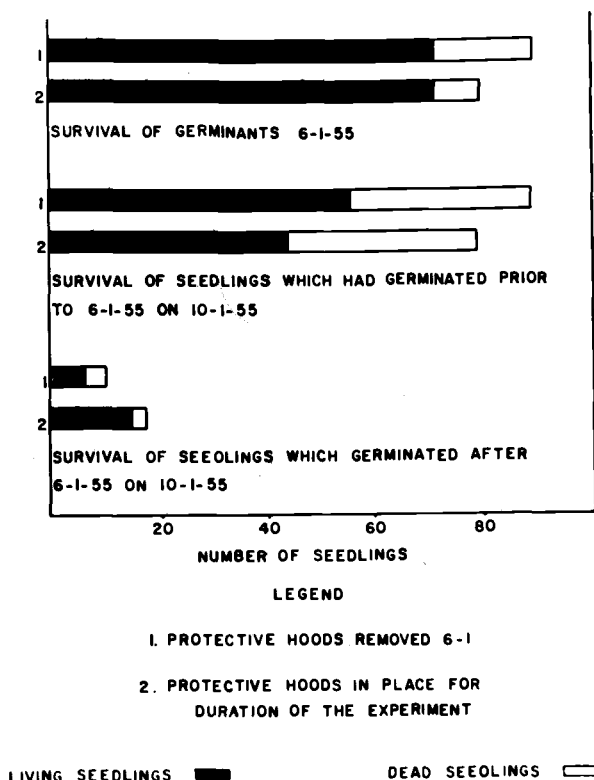 1
2
SURVIVAL OF GERMINANTS 6-1-55
1
2
SURVIVAL OF SEEDLINGS WHICH HAD GERMINATED PRIOR
TO 6-1-55 ON 10-1-55
1
2
SURVIVAL OF SEEOLINGS WHICH GERMINATED AFTER
6-1-55 ON 10-1-55
20 40 60 80
NUMBER OF SEEDLINGS
LEGEND
1. PROTECTIVE HOODS REMOVED 6-1
2. PROTECTIVE HOODS IN PLACE FOR
DURATION OF THE EXPERIMENT
LIVING SEEDLINGS DEAD SEEOLINGS